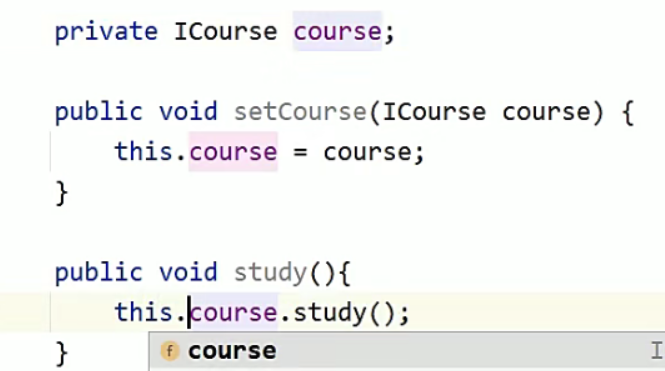 private ICourse course;
public void setCourse(ICourse course) {
this.course = course;
}
public void study(){
this.course.study();
}
f course I